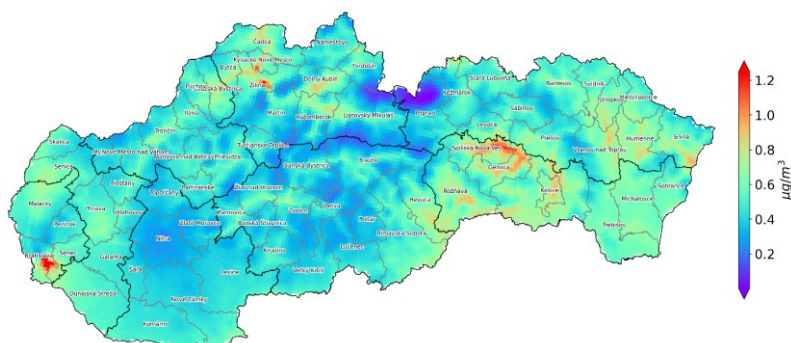 Čadca
Námestovo
Kysucké Nové Mesto
Tvrdošín
Bytča
Dolný Kubín
Stará Ľubovňa
Svidník
Bardejov
Medzilaborce
Stropkov
Žilina
Považská Bystrica
Kežmarok
Sabinov
Ilava
Martin
Ružomberok
Liptovský Mikuláš
Poprad
Levoča
Prešov
Humenné
Snina
Vranov nad Topľou
Trenčín
Turčianske Teplice
Skalica
Nové Mesto nad Váhom
Bánovce nad Bebravou
Prievidza
Banská Bystrica
Brezno
Spišská Nová Ves
Gelnica
Senica
Piešťany
Topoľčany
Partizánske
Žiar nad Hronom
Rožňava
Košice
Sobrance
Malacky
Trnava
Hlohovec
Zlaté Moravce
Žarnovica
Banská Štiavnica
Zvolen
Detva
Poltár
Revúca
Michalovce
Pezinok
Nitra
Krupina
Lučenec
Rimavská Sobota
Trebišov
Bratislava
Senec
Galanta
Šaľa
Levice
Veľký Krtíš
Dunajská Streda
Nové Zámky
Komárno
1.2
1.0
0.8
0.6
0.4
0.2
μg/m³